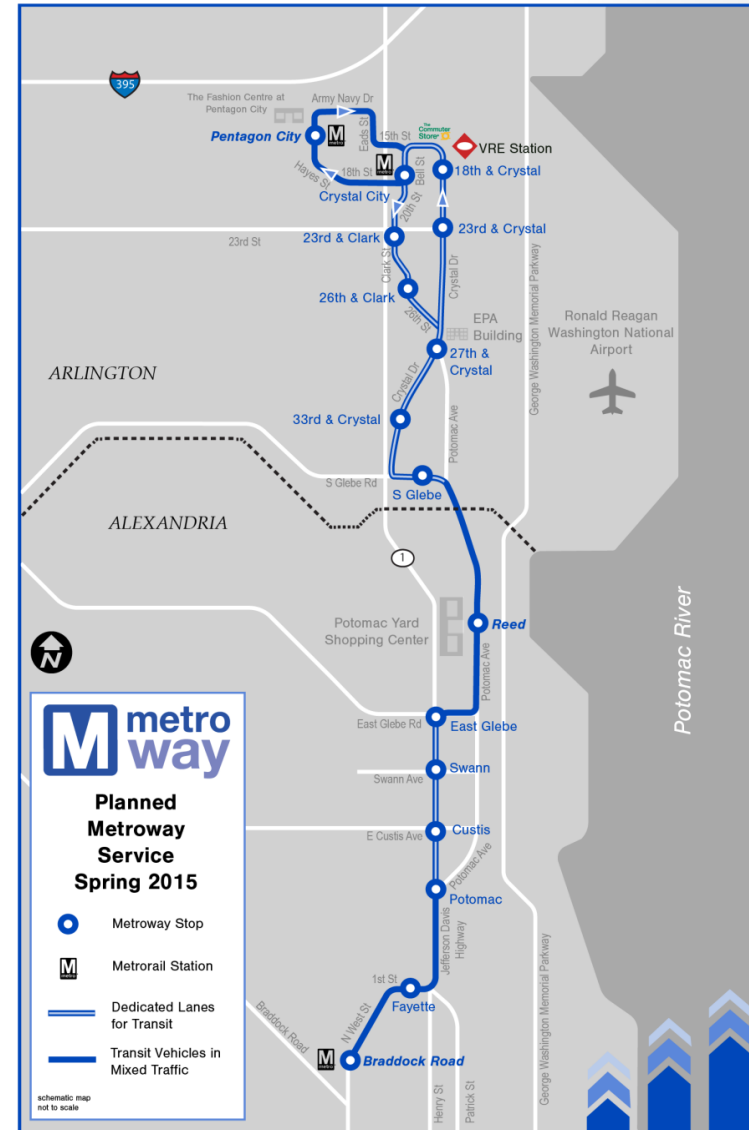 395
The Fashion Centre at
Pentagon City
Army Navy Dr
Pentagon City
M
metro
Eads St
15th St
The
Commuter
Store
VRE Station
M
metro
Hayes St
18th St
Bell St
18th & Crystal
Crystal City
20th St
23rd St
23rd & Clark
23rd & Crystal
Clark St
Crystal Dr
26th & Clark
26th St
EPA
Building
27th &
Crystal
George Washington Memorial Parkway
Ronald Reagan
Washington National
Airport
ARLINGTON
Crystal Dr
33rd & Crystal
Potomac Ave
S Glebe Rd
S Glebe
ALEXANDRIA
1
Potomac Yard
Shopping Center
Reed
Potomac Ave
Potomac River
N
East Glebe Rd
East Glebe
Swann Ave
Swann
E Custis Ave
Custis
Potomac Ave
Potomac
Jefferson Davis
Highway
1st St
Fayette
N West St
Braddock Road
M
metro
Braddock Road
Henry St
Patrick St
George Washington Memorial Parkway
M metro
way
Planned
Metroway
Service
Spring 2015
Metroway Stop
M
metro
Metrorail Station
Dedicated Lanes
for Transit
Transit Vehicles in
Mixed Traffic
schematic map
not to scale